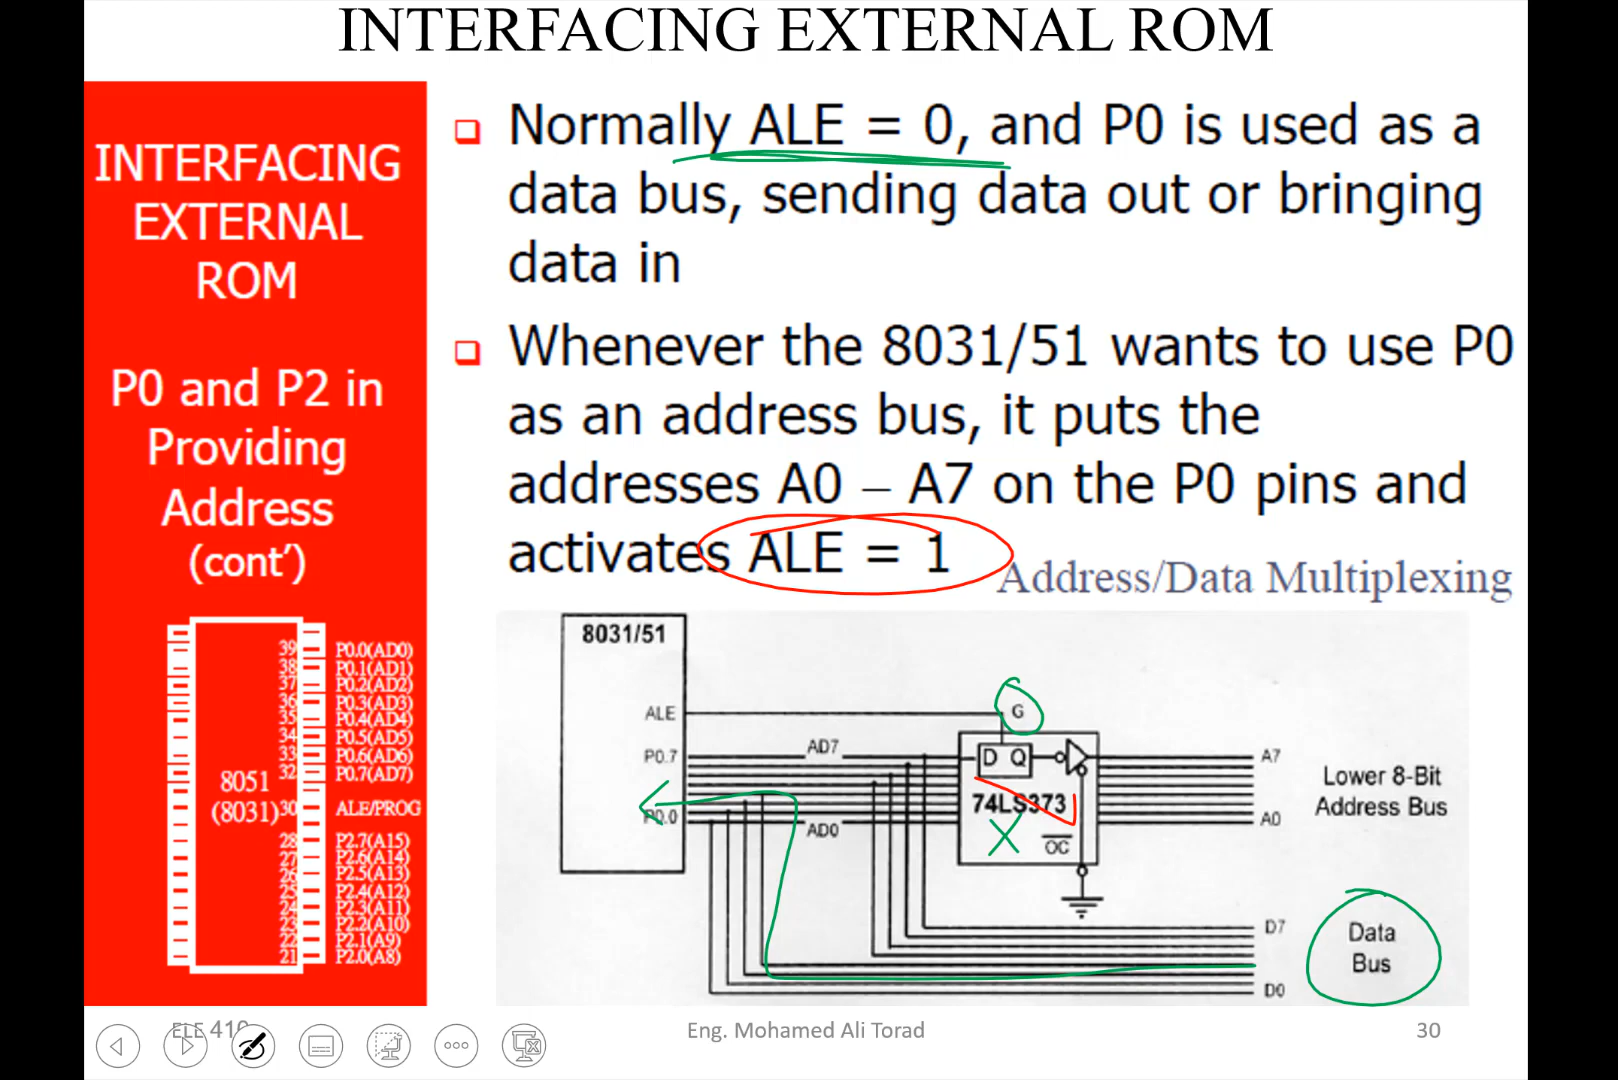 INTERFACING EXTERNAL ROM
INTERFACING
EXTERNAL
ROM
P0 and P2 in
Providing
Address
(cont’)
39 P0.0(AD0)
38 P0.1(AD1)
37 P0.2(AD2)
36 P0.3(AD3)
35 P0.4(AD4)
34 P0.5(AD5)
33 P0.6(AD6)
32 P0.7(AD7)
8051
(8031)
30 ALE/PROG
28 P2.7(A15)
27 P2.6(A14)
26 P2.5(A13)
25 P2.4(A12)
24 P2.3(A11)
23 P2.2(A10)
22 P2.1(A9)
21 P2.0(A8)
Normally ALE = 0, and P0 is used as a
data bus, sending data out or bringing
data in
Whenever the 8031/51 wants to use P0
as an address bus, it puts the
addresses A0 – A7 on the P0 pins and
activates ALE = 1
Address/Data Multiplexing
8031/51
ALE
G
P0.7
AD7
D Q
A7
Lower 8-Bit
Address Bus
74LS373
P0.0
AD0
A0
OC
D7
Data
Bus
D0
ELE 410
Eng. Mohamed Ali Torad
30